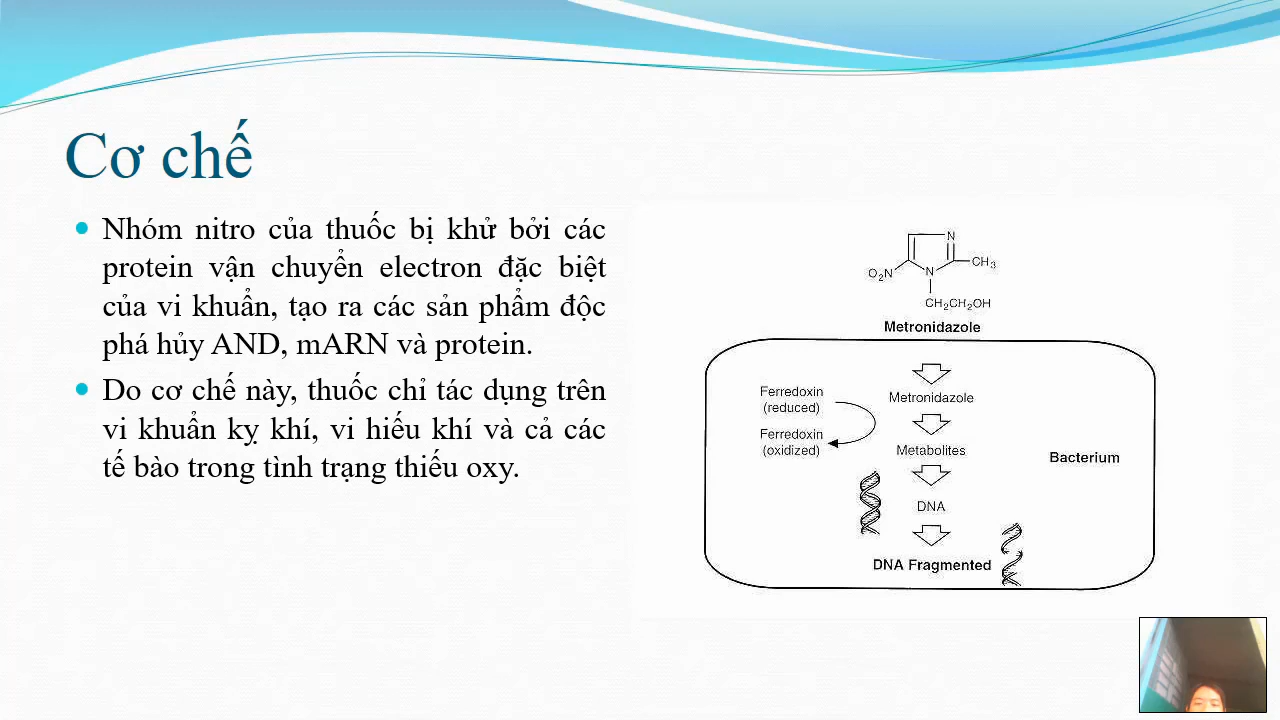 Cơ chế
Nhóm nitro của thuốc bị khử bởi các
protein vận chuyển electron đặc biệt
của vi khuẩn, tạo ra các sản phẩm độc
phá hủy AND, mARN và protein.
Do cơ chế này, thuốc chỉ tác dụng trên
vi khuẩn kỵ khí, vi hiếu khí và cả các
tế bào trong tình trạng thiếu oxy.
N
O₂N
N
CH₃
CH₂CH₂OH
Metronidazole
Ferredoxin
(reduced)
Metronidazole
Ferredoxin
(oxidized)
Metabolites
Bacterium
DNA
DNA Fragmented